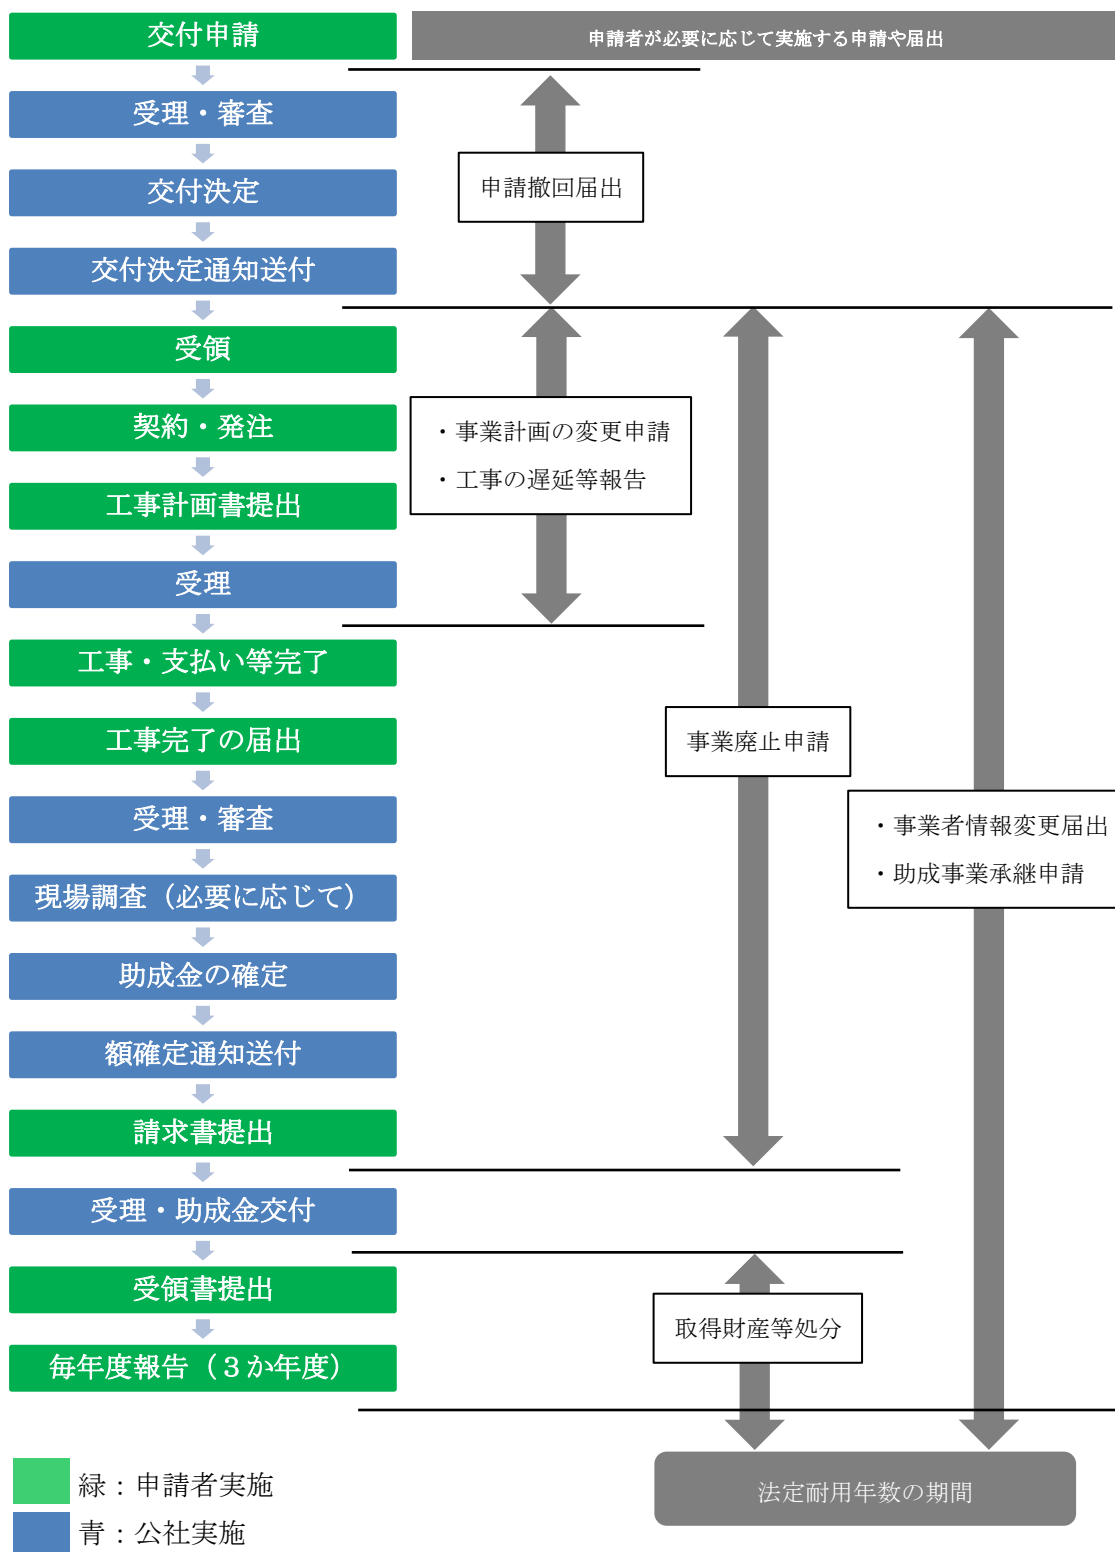 交付申請
申請者が必要に応じて実施する申請や届出
受理・審査
交付決定
申請撤回届出
交付決定通知送付
受領
契約・発注
・事業計画の変更申請
・工事の遅延等報告
工事計画書提出
受理
工事・支払い等完了
工事完了の届出
事業廃止申請
受理・審査
・事業者情報変更届出
・助成事業承継申請
現場調査（必要に応じて）
助成金の確定
額確定通知送付
請求書提出
受理・助成金交付
受領書提出
取得財産等処分
毎年度報告（３か年度）
緑：申請者実施
青：公社実施
法定耐用年数の期間